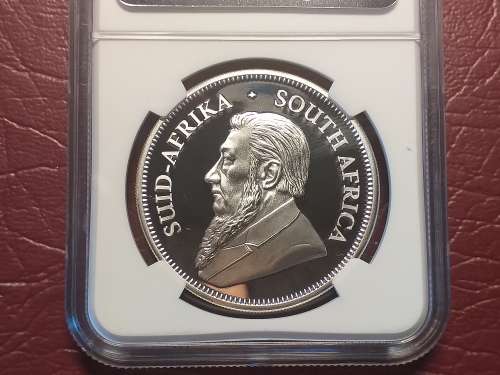 SUID-AFRIKA · SOUTH AFRICA